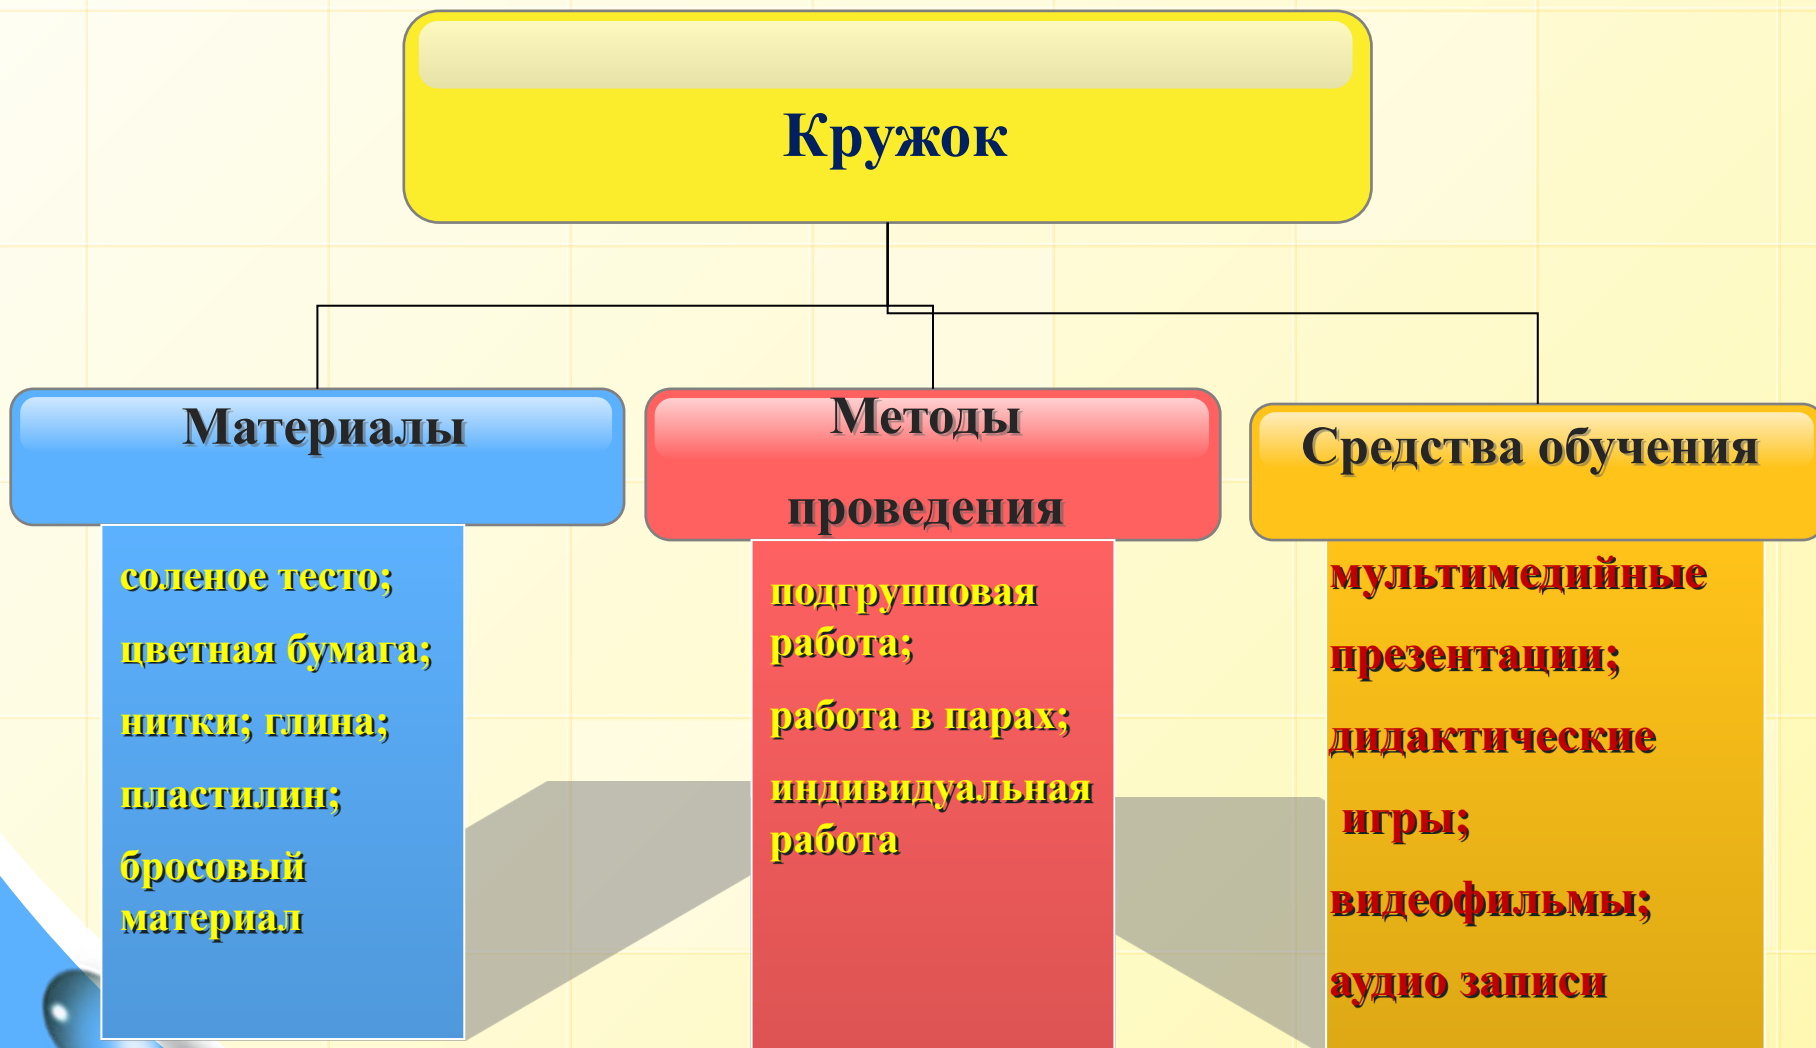 Кружок
Материалы
соленое тесто;
цветная бумага;
нитки; глина;
пластилин;
бросовый
материал
Методы
проведения
подгрупповая
работа;
работа в парах;
индивидуальная
работа
Средства обучения
мультимедийные
презентации;
дидактические
игры;
видеофильмы;
аудио записи